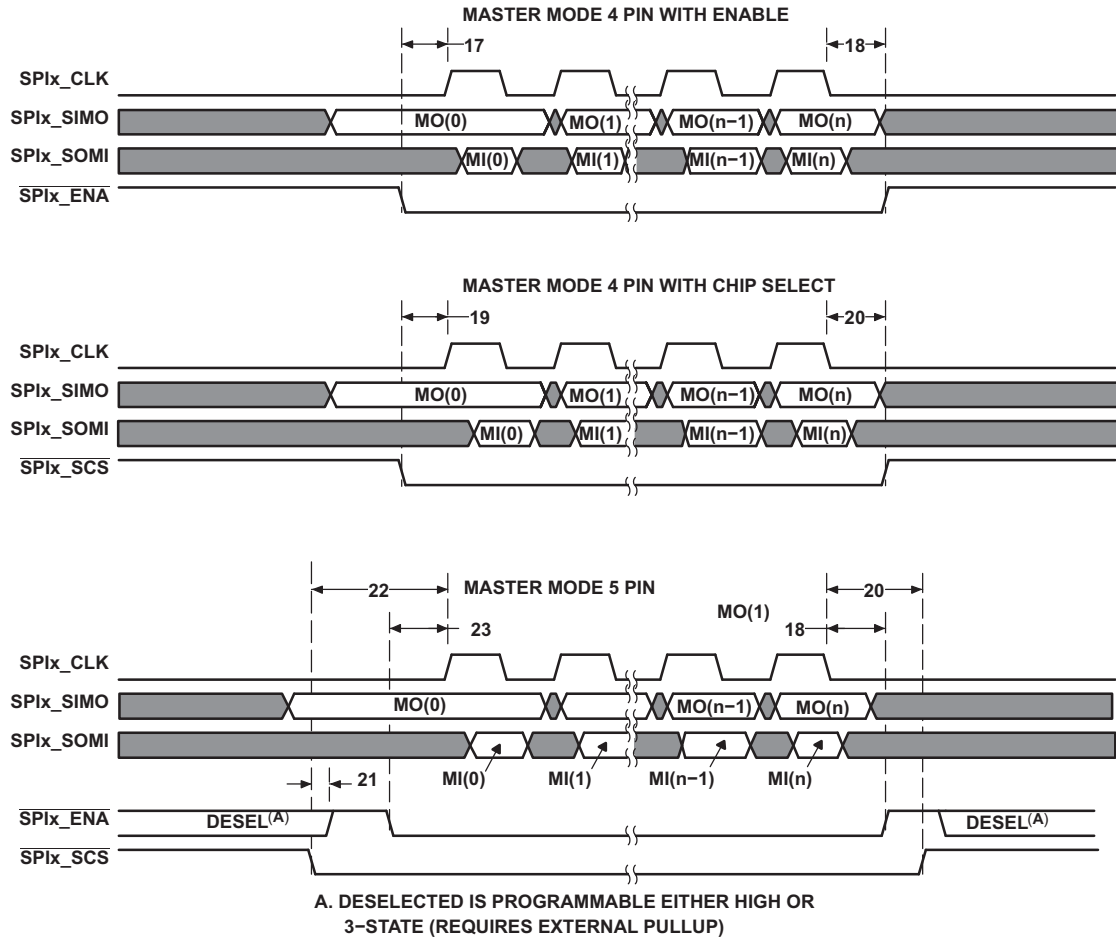 MASTER MODE 4 PIN WITH ENABLE
17
18
SPIx_CLK
SPIx_SIMO
MO(0)
MO(1)
MO(n−1)
MO(n)
SPIx_SOMI
MI(0)
MI(1)
MI(n−1)
MI(n)
SPIx_ENA
MASTER MODE 4 PIN WITH CHIP SELECT
19
20
SPIx_CLK
SPIx_SIMO
MO(0)
MO(1)
MO(n−1)
MO(n)
SPIx_SOMI
MI(0)
MI(1)
MI(n−1)
MI(n)
SPIx_SCS
22
MASTER MODE 5 PIN
20
MO(1)
23
18
SPIx_CLK
SPIx_SIMO
MO(0)
MO(n−1)
MO(n)
SPIx_SOMI
MI(0)
MI(1)
MI(n−1)
MI(n)
21
SPIx_ENA
DESEL(A)
DESEL(A)
SPIx_SCS
A. DESELECTED IS PROGRAMMABLE EITHER HIGH OR
3−STATE (REQUIRES EXTERNAL PULLUP)